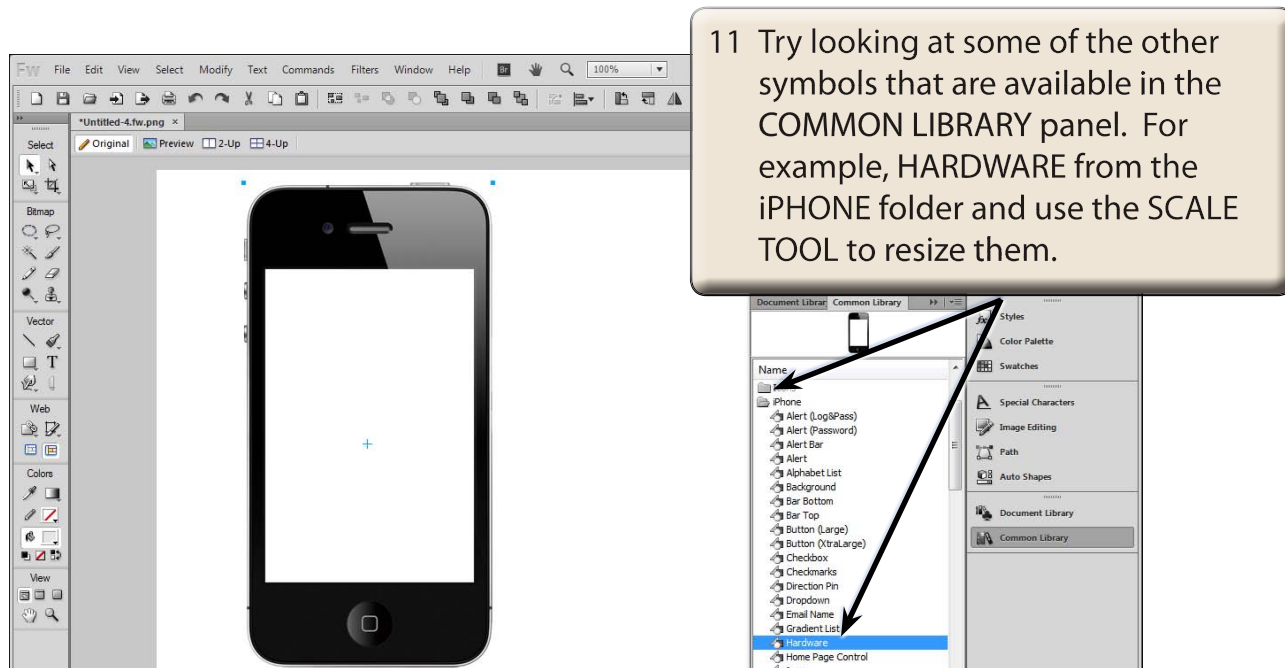 11 Try looking at some of the other
symbols that are available in the
COMMON LIBRARY panel. For
example, HARDWARE from the
iPHONE folder and use the SCALE
TOOL to resize them.
Fw File Edit View Select Modify Text Commands Filters Window Help Br 100%
*Untitled-4.fw.png ×
Original Preview 2-Up 4-Up
Select
Bitmap
Vector
T
Web
Colors
View
Document Librar Common Library
Name
iPhone
Alert (Log&Pass)
Alert (Password)
Alert Bar
Alert
Alphabet List
Background
Bar Bottom
Bar Top
Button (Large)
Button (XtraLarge)
Checkbox
Checkmarks
Direction Pin
Dropdown
Email Name
Gradient List
Hardware
Home Page Control
Styles
Color Palette
Swatches
Special Characters
Image Editing
Path
Auto Shapes
Document Library
Common Library